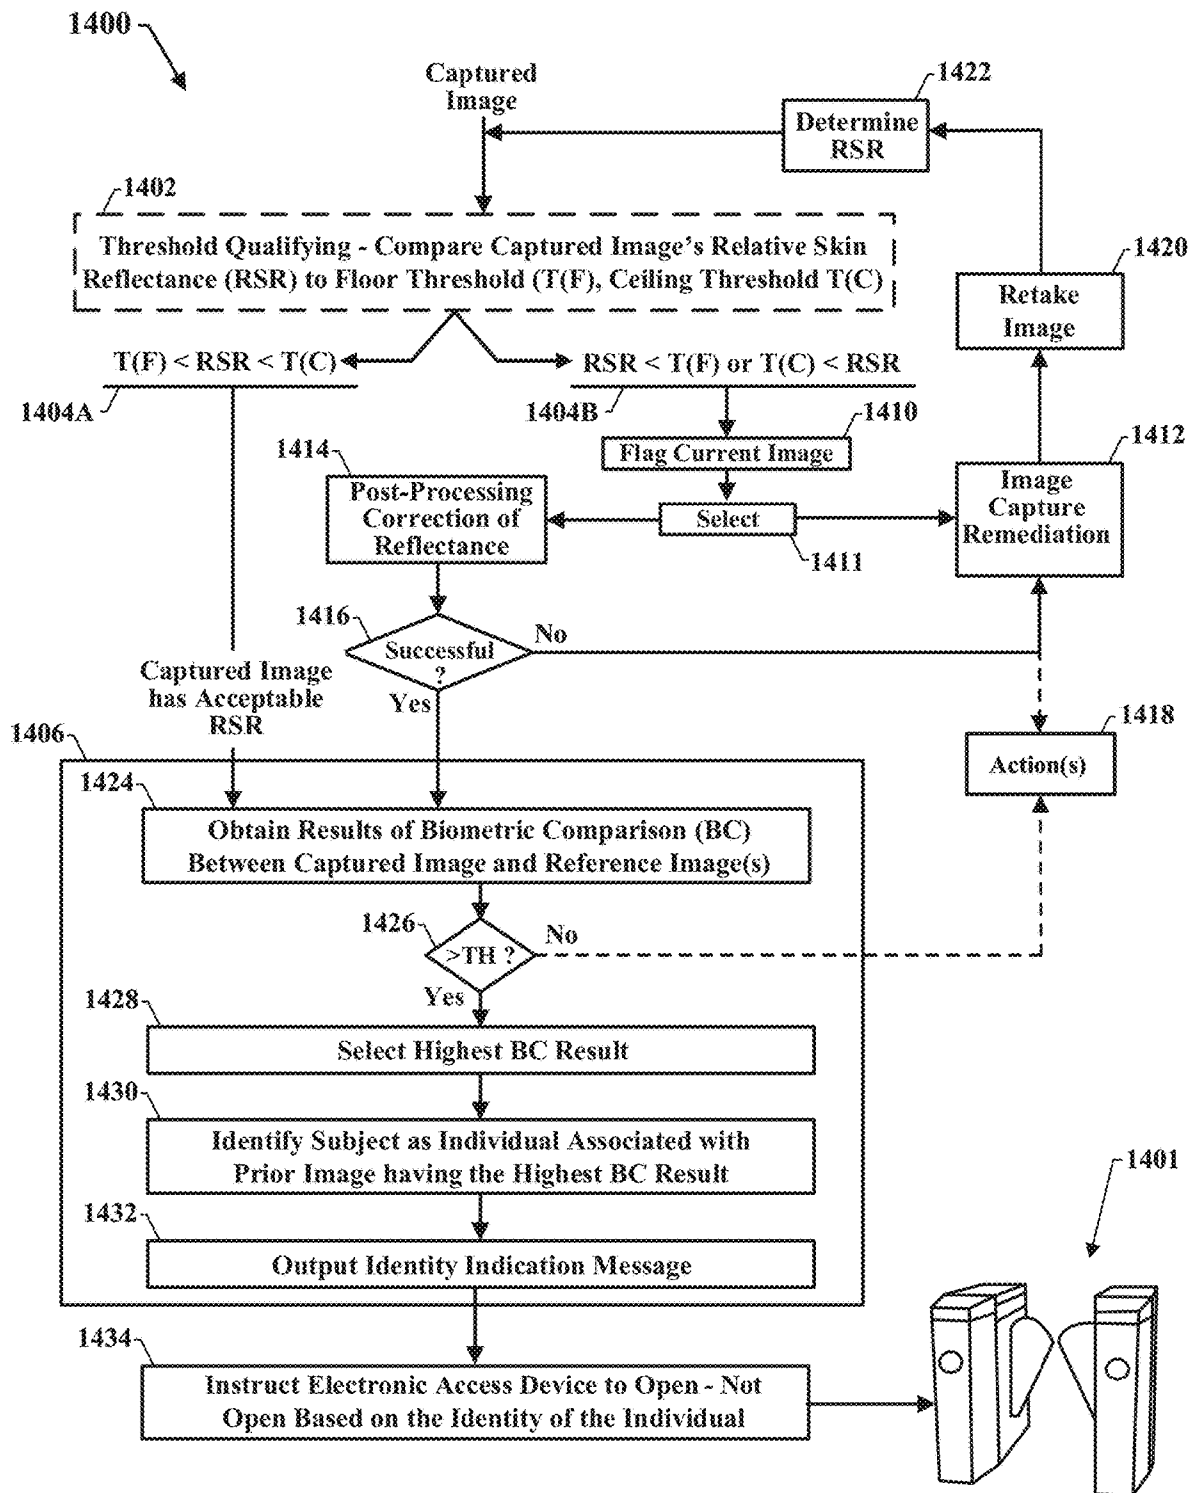 1400
Captured
Image
1422
Determine
RSR
1402
Threshold Qualifying - Compare Captured Image's Relative Skin
Reflectance (RSR) to Floor Threshold (T(F), Ceiling Threshold T(C)
1420
Retake
Image
T(F) < RSR < T(C)
RSR < T(F) or T(C) < RSR
1404A
1404B
1410
Flag Current Image
1412
Image
Capture
Remediation
1414
Post-Processing
Correction of
Reflectance
Select
1411
1416
Successful
?
No
Yes
Captured Image
has Acceptable
RSR
1418
Action(s)
1406
1424
Obtain Results of Biometric Comparison (BC)
Between Captured Image and Reference Image(s)
1426
>TH ?
No
Yes
1428
Select Highest BC Result
1430
Identify Subject as Individual Associated with
Prior Image having the Highest BC Result
1401
1432
Output Identity Indication Message
1434
Instruct Electronic Access Device to Open - Not
Open Based on the Identity of the Individual